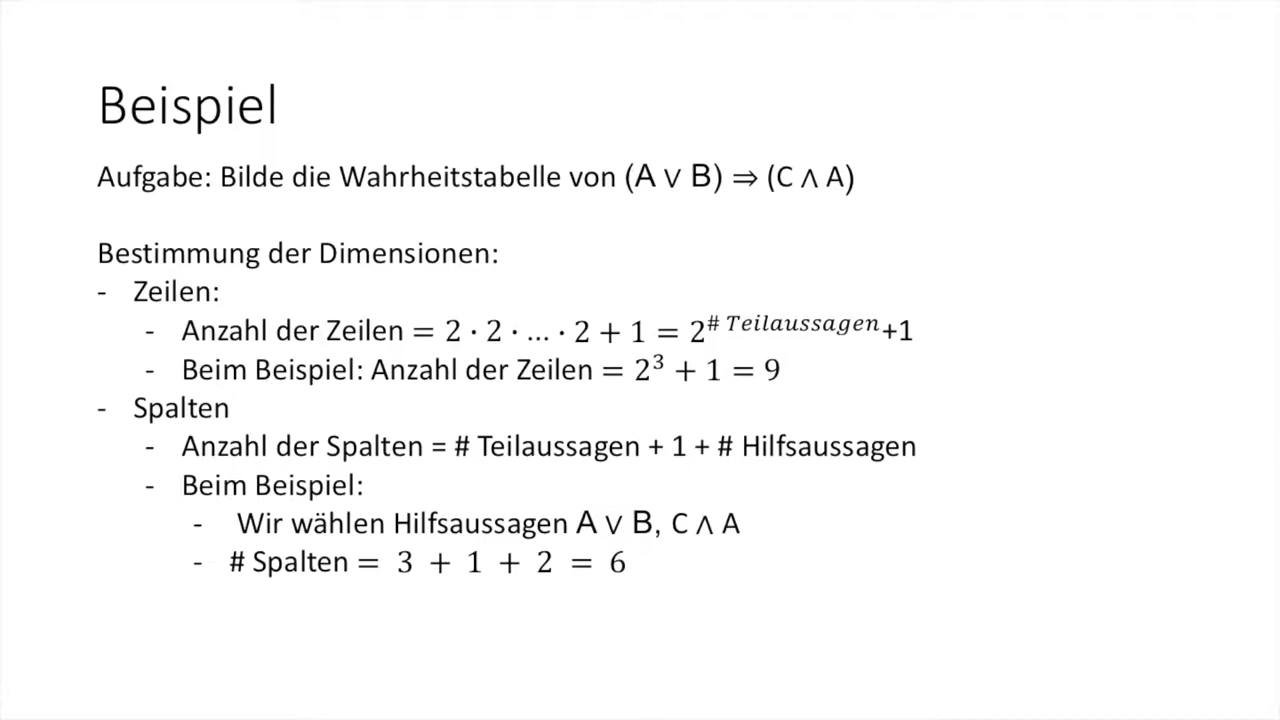 Beispiel
Aufgabe: Bilde die Wahrheitstabelle von (A ∨ B) ⇒ (C ∧ A)
Bestimmung der Dimensionen:
- Zeilen:
- Anzahl der Zeilen = 2 · 2 · … · 2 + 1 = 2^# Teilaussagen +1
- Beim Beispiel: Anzahl der Zeilen = 2³ + 1 = 9
- Spalten
- Anzahl der Spalten = # Teilaussagen + 1 + # Hilfsaussagen
- Beim Beispiel:
- Wir wählen Hilfsaussagen A ∨ B, C ∧ A
- # Spalten = 3 + 1 + 2 = 6